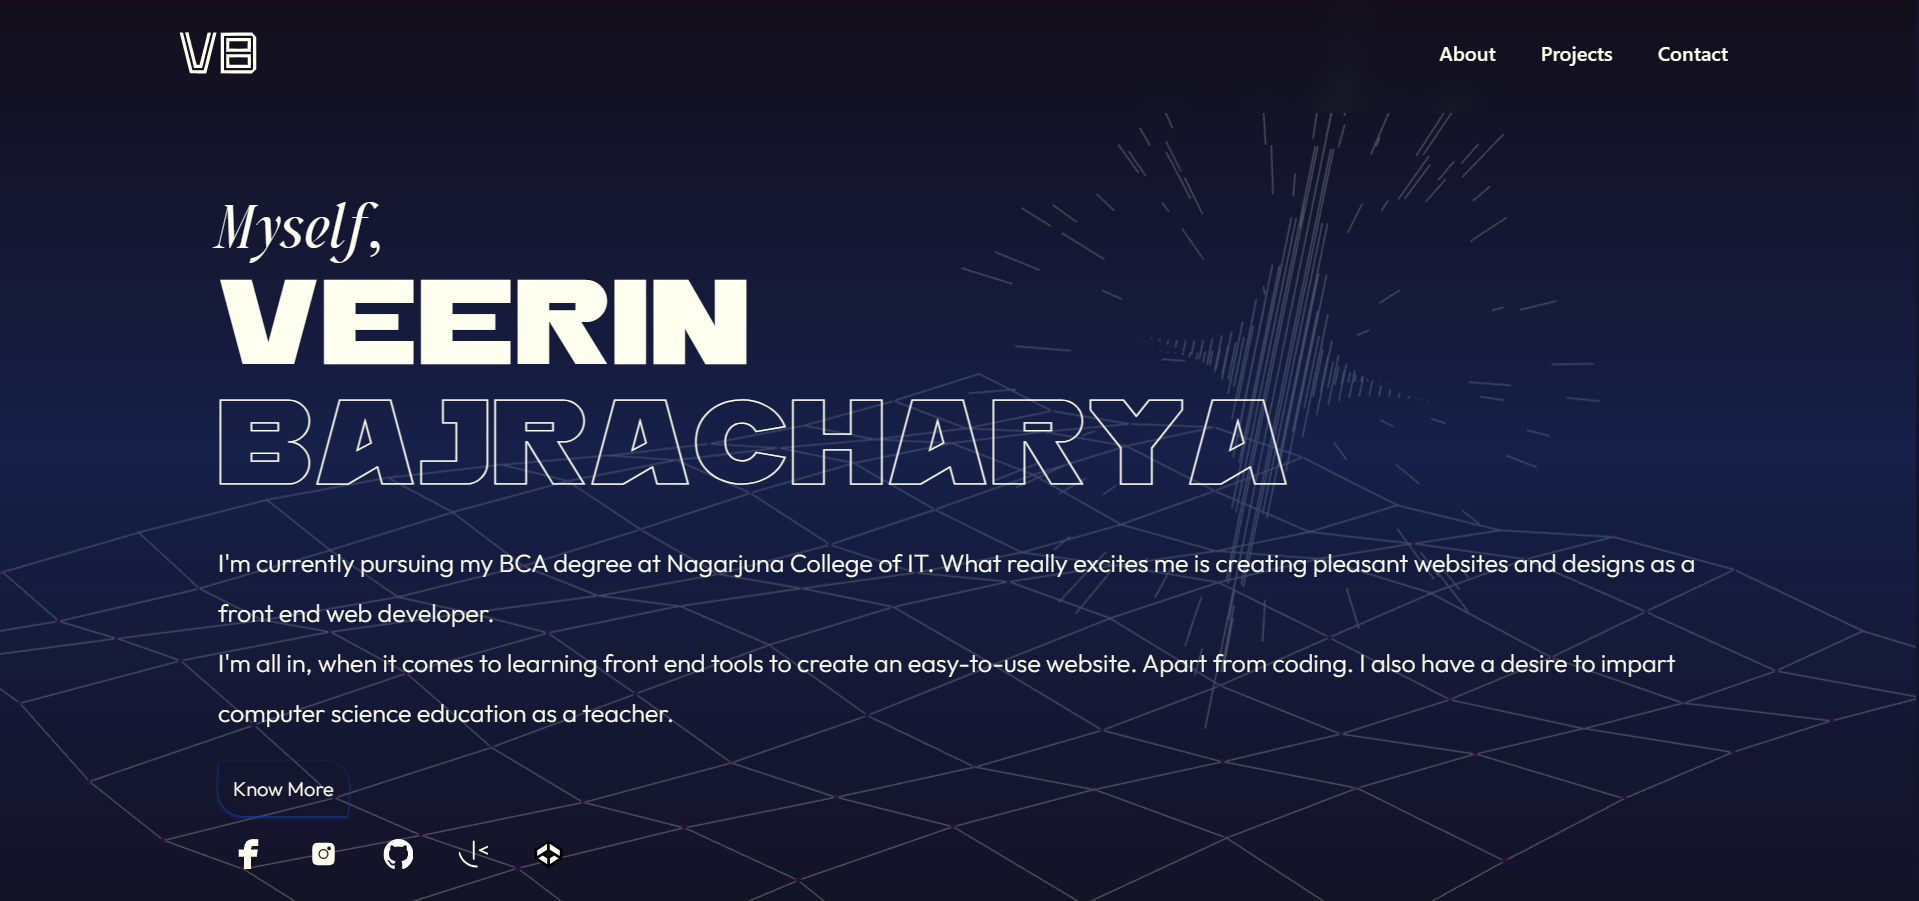 VB
About Projects Contact
Myself,
VEERIN
BAJRACHARYA
I'm currently pursuing my BCA degree at Nagarjuna College of IT. What really excites me is creating pleasant websites and designs as a
front end web developer.
I'm all in, when it comes to learning front end tools to create an easy-to-use website. Apart from coding. I also have a desire to impart
computer science education as a teacher.
Know More